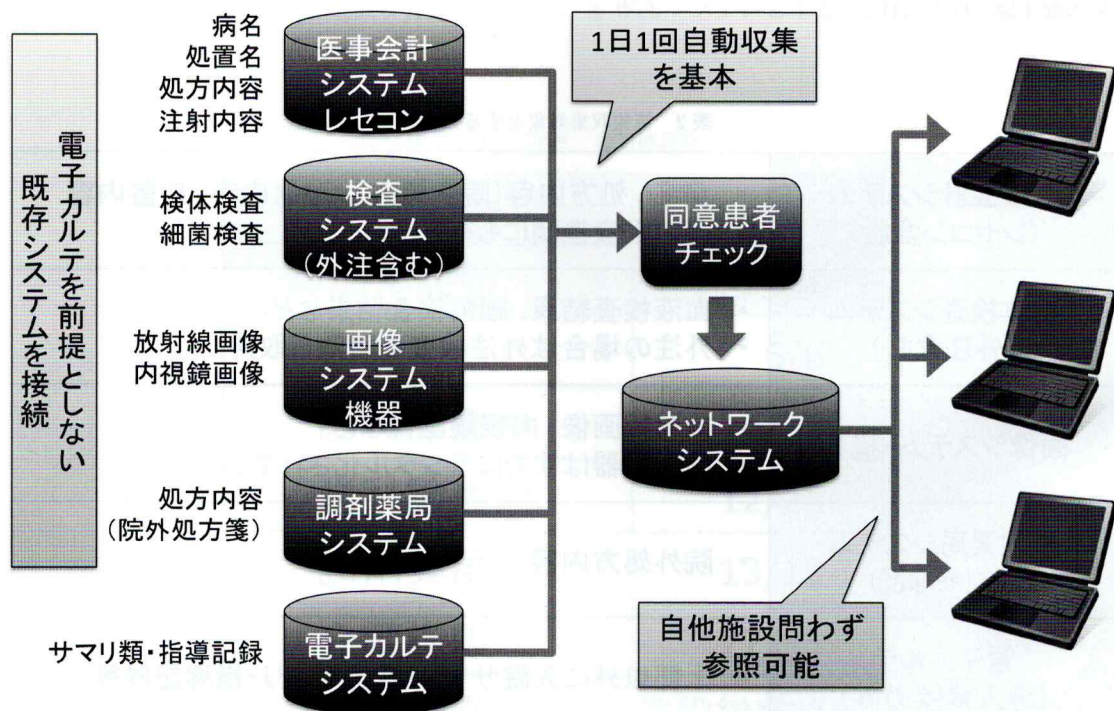 電子カルテを前提としない
既存システムを接続
病名
処置名
処方内容
注射内容
医事会計
システム
レセコン
検体検査
細菌検査
検査
システム
（外注含む）
放射線画像
内視鏡画像
画像
システム
機器
処方内容
（院外処方箋）
調剤薬局
システム
サマリ類・指導記録
電子カルテ
システム
1日1回自動収集
を基本
同意患者
チェック
ネットワーク
システム
自他施設問わず
参照可能